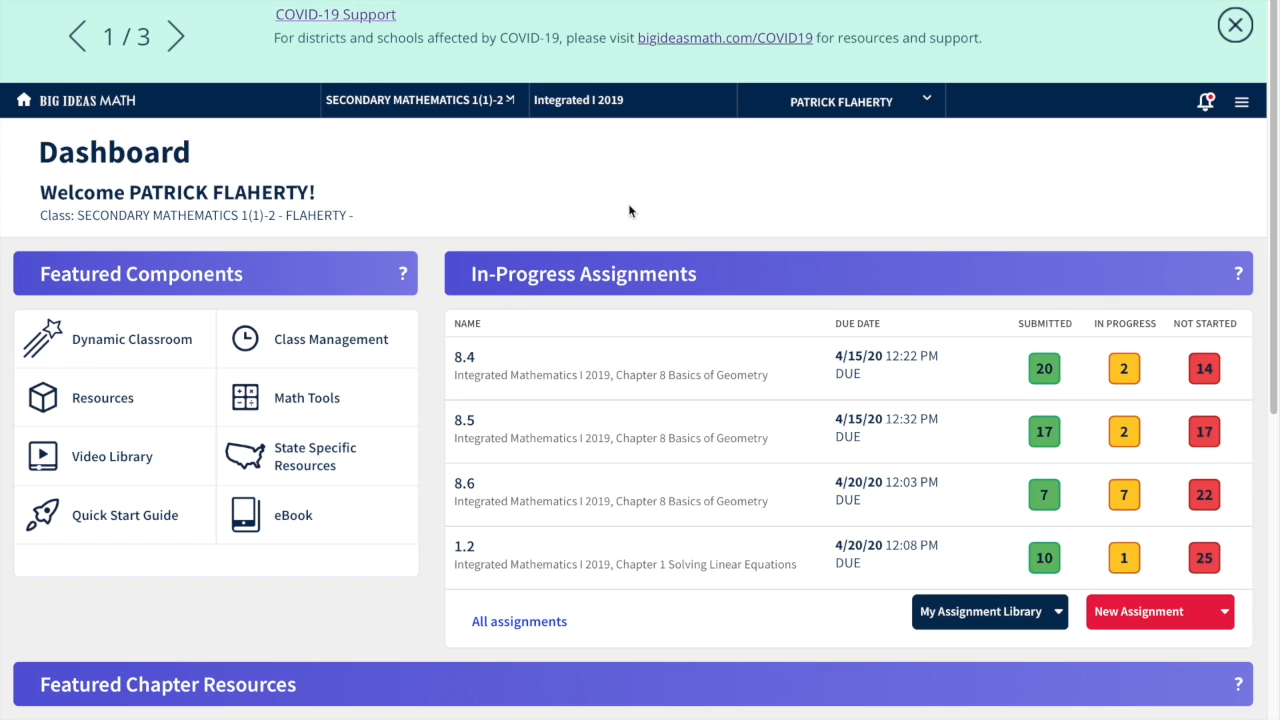 COVID-19 Support
1 / 3
For districts and schools affected by COVID-19, please visit bigideasmath.com/COVID19 for resources and support.
BIG IDEAS MATH
SECONDARY MATHEMATICS 1(1)-2
Integrated I 2019
PATRICK FLAHERTY
Dashboard
Welcome PATRICK FLAHERTY!
Class: SECONDARY MATHEMATICS 1(1)-2 - FLAHERTY -
Featured Components ?
Dynamic Classroom
Class Management
Resources
Math Tools
Video Library
State Specific
Resources
Quick Start Guide
eBook
In-Progress Assignments ?
NAME DUE DATE SUBMITTED IN PROGRESS NOT STARTED
8.4
Integrated Mathematics I 2019, Chapter 8 Basics of Geometry
4/15/20 12:22 PM
DUE
20 2 14
8.5
Integrated Mathematics I 2019, Chapter 8 Basics of Geometry
4/15/20 12:32 PM
DUE
17 2 17
8.6
Integrated Mathematics I 2019, Chapter 8 Basics of Geometry
4/20/20 12:03 PM
DUE
7 7 22
1.2
Integrated Mathematics I 2019, Chapter 1 Solving Linear Equations
4/20/20 12:08 PM
DUE
10 1 25
All assignments
My Assignment Library
New Assignment
Featured Chapter Resources ?